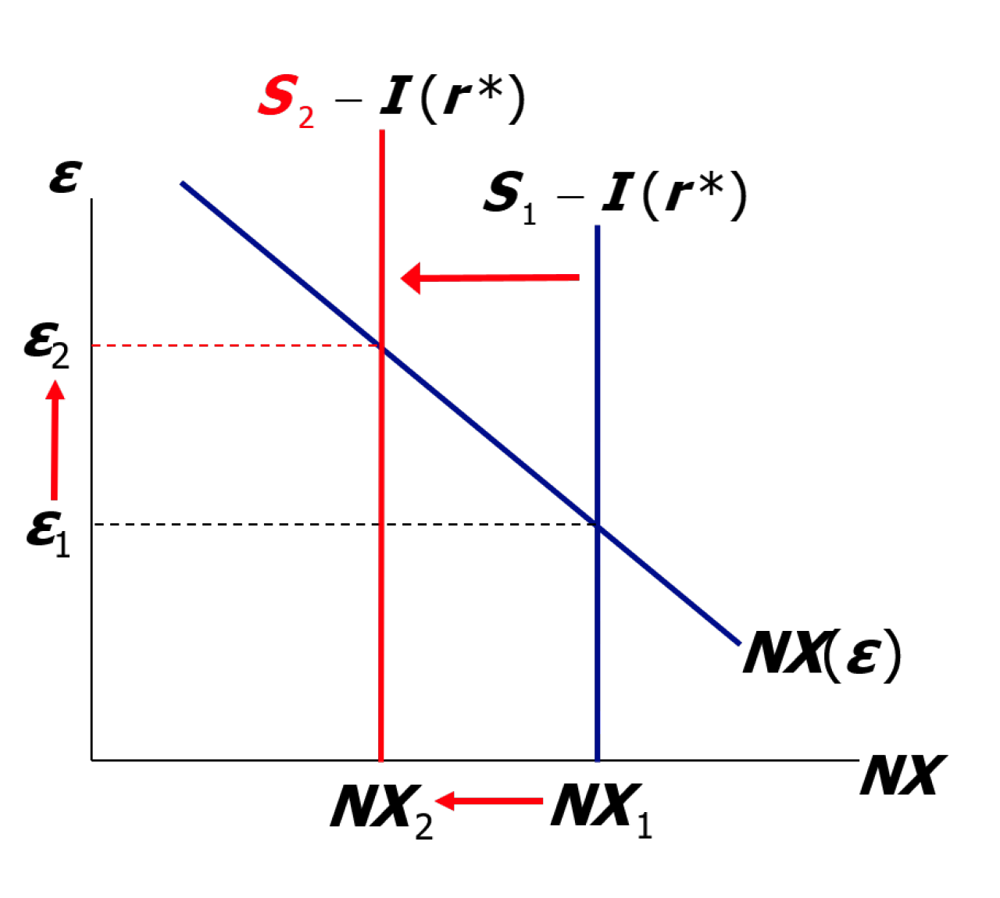 S₂ − I(r*)
S₁ − I(r*)
ε
ε₂
ε₁
NX(ε)
NX
NX₂
NX₁